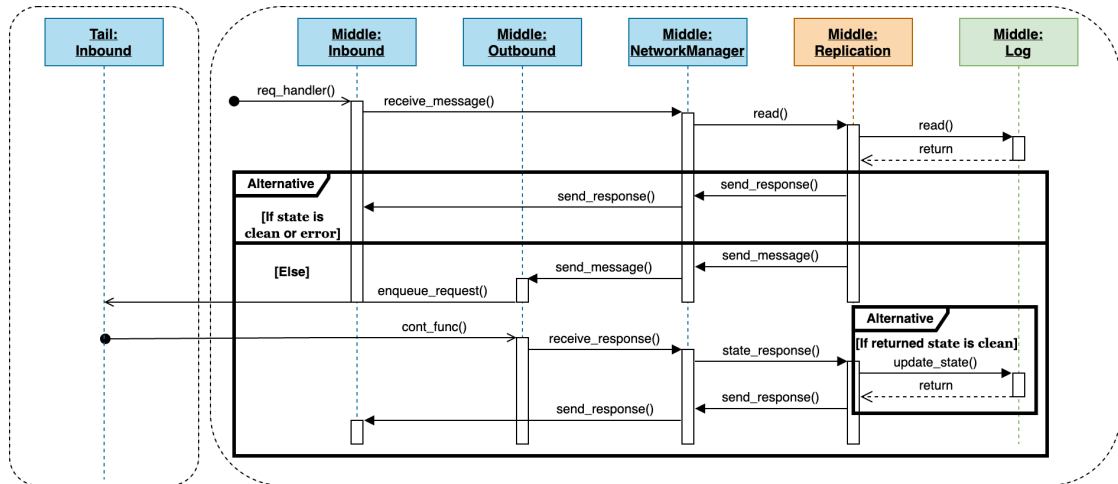 Tail:
Inbound
Middle:
Inbound
Middle:
Outbound
Middle:
NetworkManager
Middle:
Replication
Middle:
Log
req_handler()
receive_message()
read()
read()
return
Alternative
send_response()
send_response()
[If state is
clean or error]
send_message()
send_message()
[Else]
enqueue_request()
Alternative
cont_func()
receive_response()
state_response()
[If returned state is clean]
update_state()
return
send_response()
send_response()